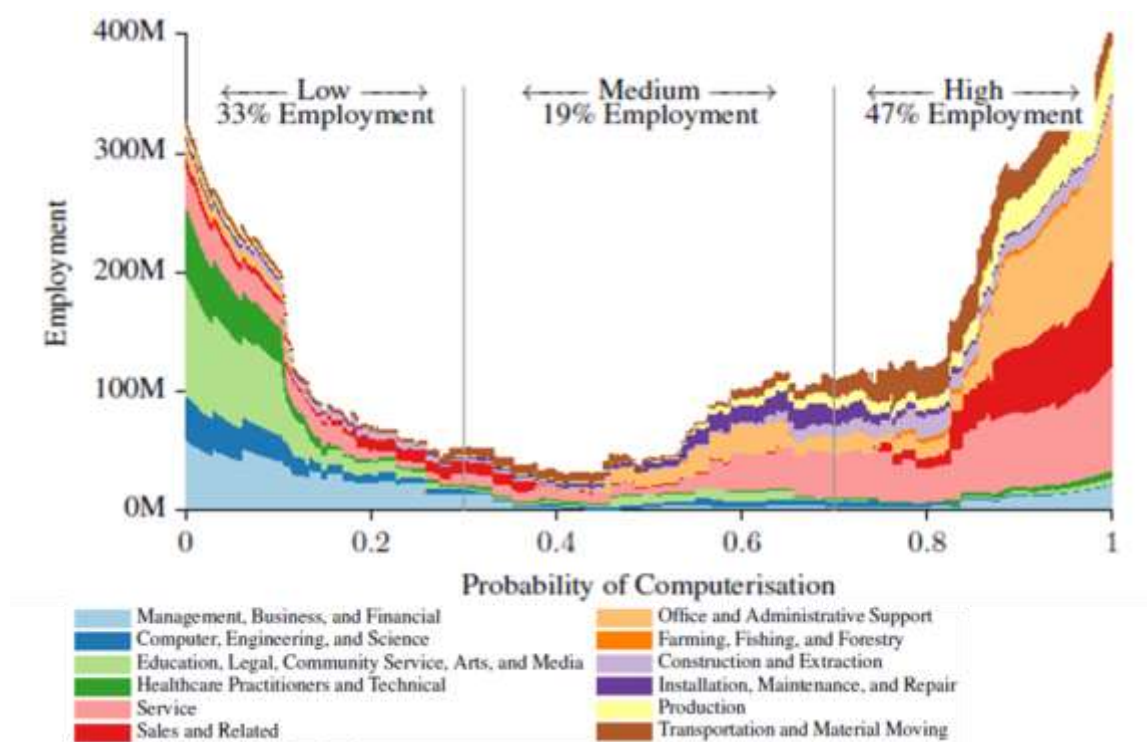 400M
300M
200M
100M
0M
Employment
← Low →
33% Employment
← Medium →
19% Employment
← High →
47% Employment
0 0.2 0.4 0.6 0.8 1
Probability of Computerisation
Management, Business, and Financial
Computer, Engineering, and Science
Education, Legal, Community Service, Arts, and Media
Healthcare Practitioners and Technical
Service
Sales and Related
Office and Administrative Support
Farming, Fishing, and Forestry
Construction and Extraction
Installation, Maintenance, and Repair
Production
Transportation and Material Moving